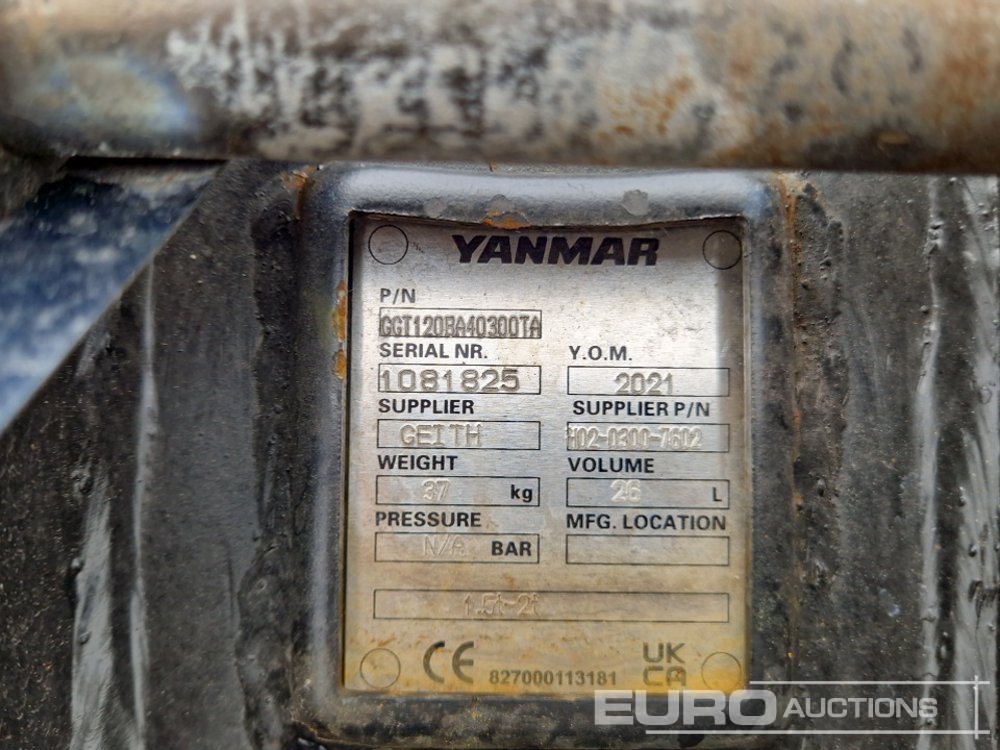 YANMAR
P/N
GGT120BA40300TA
SERIAL NR. Y.O.M.
1081825 2021
SUPPLIER SUPPLIER P/N
GEITH H02-0300-7602
WEIGHT VOLUME
37 kg 26 L
PRESSURE MFG. LOCATION
N/A BAR
1.5t-2t
CE 827000113181 UK
CA
EURO AUCTIONS